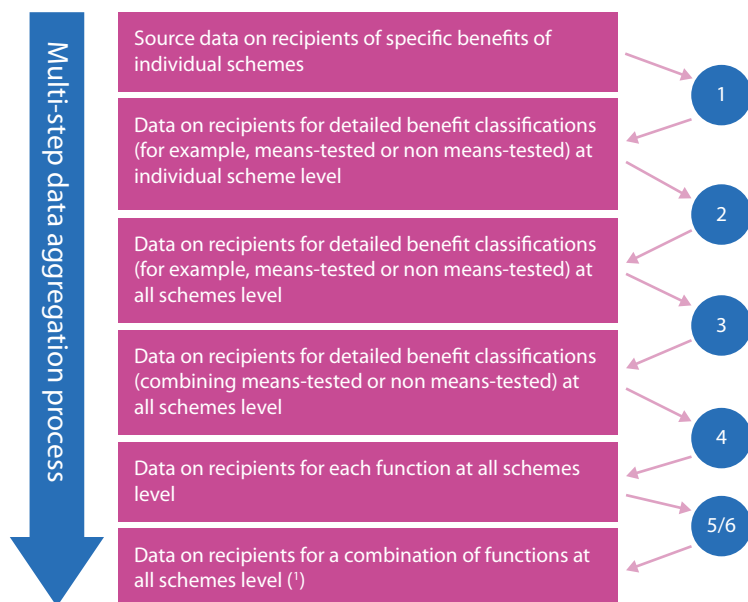 Multi-step data aggregation process
Source data on recipients of specific benefits of
individual schemes
1
Data on recipients for detailed benefit classifications
(for example, means-tested or non means-tested) at
individual scheme level
2
Data on recipients for detailed benefit classifications
(for example, means-tested or non means-tested) at
all schemes level
3
Data on recipients for detailed benefit classifications
(combining means-tested or non means-tested) at
all schemes level
4
Data on recipients for each function at all schemes
level
5/6
Data on recipients for a combination of functions at
all schemes level (¹)